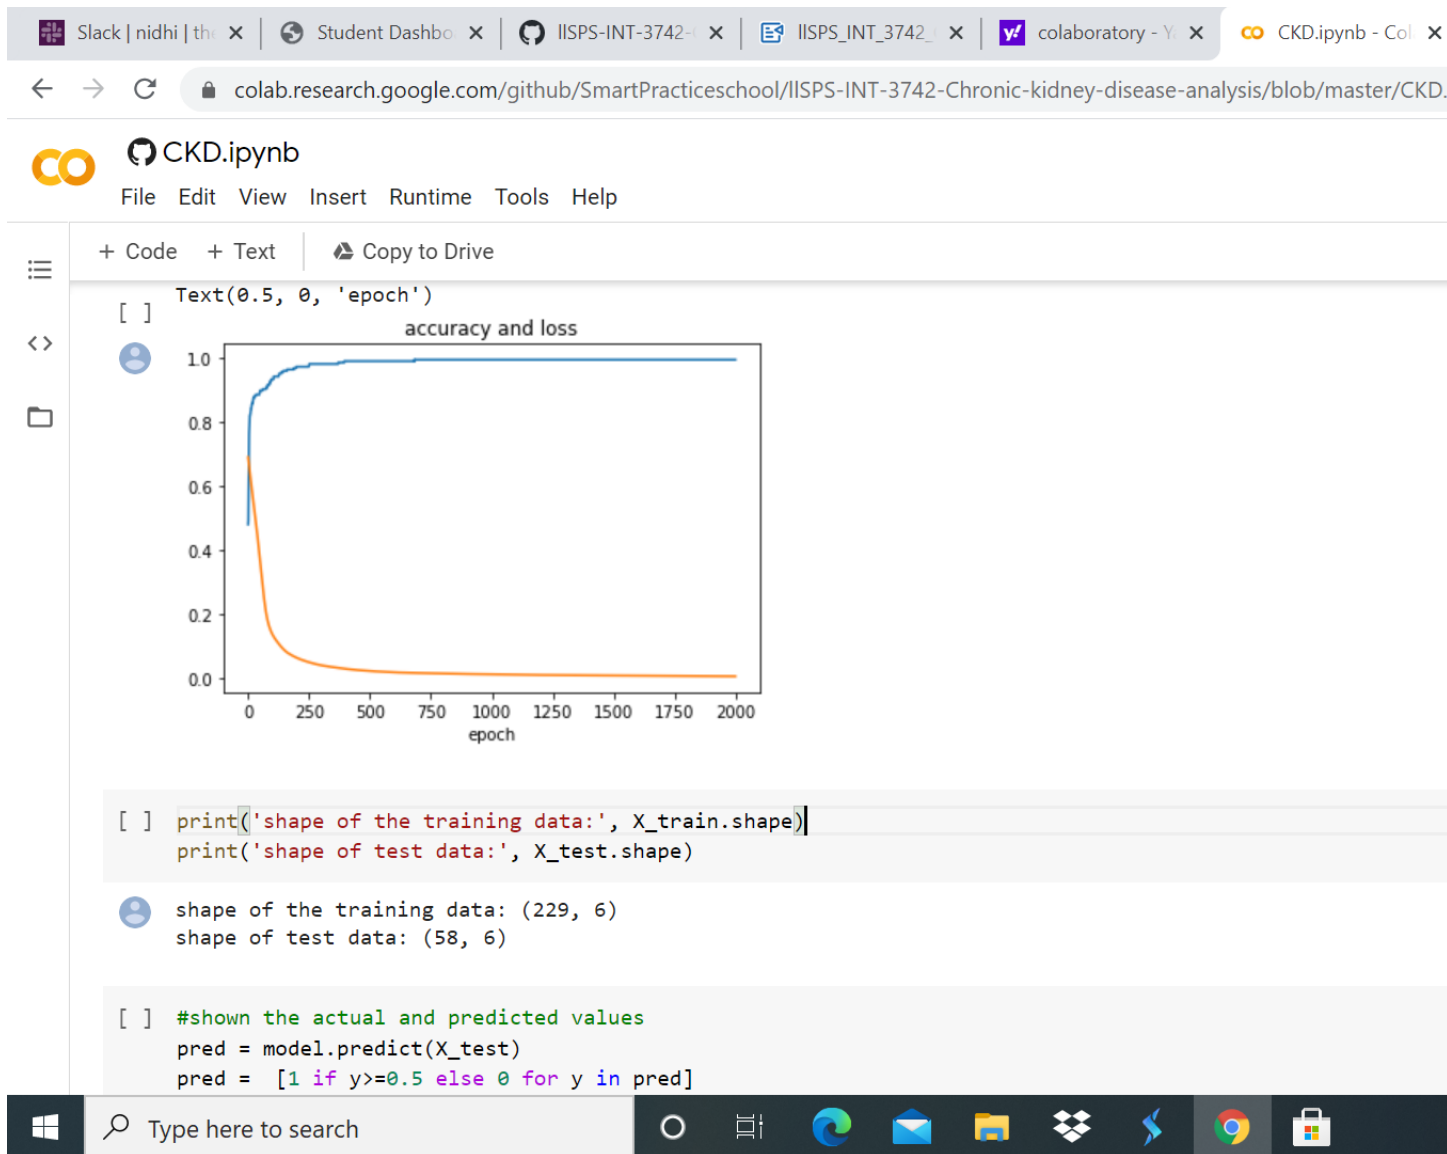 Slack | nidhi | th
Student Dashbo
llSPS-INT-3742-
llSPS_INT_3742_
colaboratory - Y
CKD.ipynb - Col
colab.research.google.com/github/SmartPracticeschool/llSPS-INT-3742-Chronic-kidney-disease-analysis/blob/master/CKD.
CKD.ipynb
File Edit View Insert Runtime Tools Help
+ Code + Text Copy to Drive
Text(0.5, 0, 'epoch')
[ ]
accuracy and loss
1.0
0.8
0.6
0.4
0.2
0.0
0 250 500 750 1000 1250 1500 1750 2000
epoch
[ ] print('shape of the training data:', X_train.shape)
print('shape of test data:', X_test.shape)
shape of the training data: (229, 6)
shape of test data: (58, 6)
[ ] #shown the actual and predicted values
pred = model.predict(X_test)
pred =  [1 if y>=0.5 else 0 for y in pred]
Type here to search